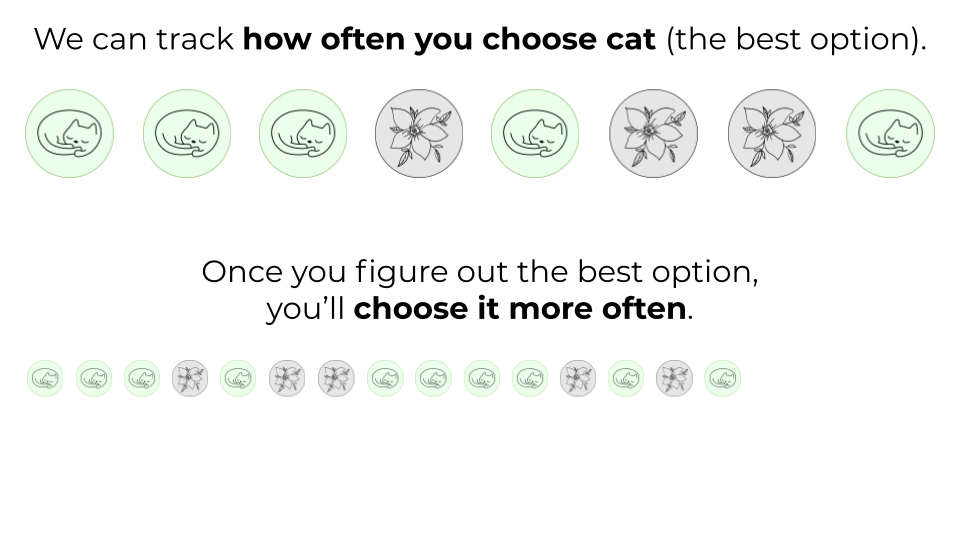 We can track how often you choose cat (the best option).
Once you figure out the best option,
you’ll choose it more often.